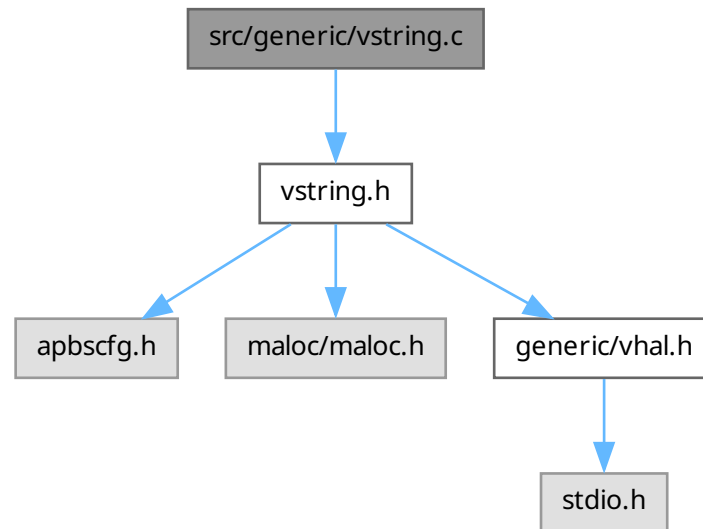 src/generic/vstring.c
vstring.h
apbscfg.h
maloc/maloc.h
generic/vhal.h
stdio.h